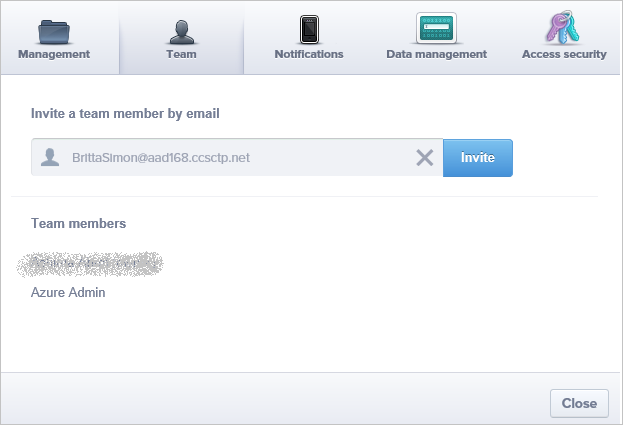 Management
Team
Notifications
Data management
Access security
Invite a team member by email
BrittaSimon@aad168.ccsctp.net
Invite
Team members
Azure Admin
Close